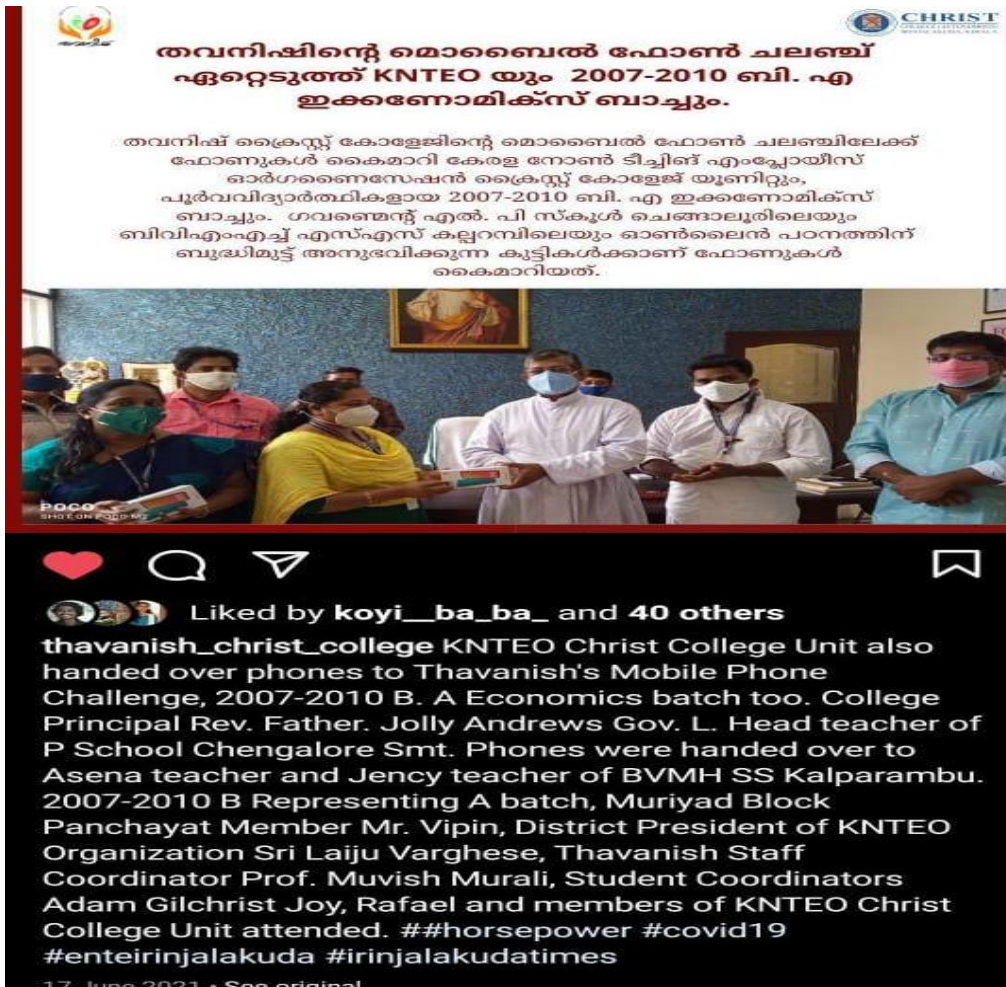 തവനിഷ്
CHRIST
തവനിഷിന്റെ മൊബൈൽ ഫോൺ ചലഞ്ച്
ഏറ്റെടുത്ത് KNTEO യും 2007-2010 ബി. എ
ഇക്കണോമിക്സ് ബാച്ചും.
തവനിഷ് ക്രൈസ്റ്റ് കോളേജിന്റെ മൊബൈൽ ഫോൺ ചലഞ്ചിലേക്ക്
ഫോണുകൾ കൈമാറി കേരള നോൺ ടീച്ചിങ് എംപ്ലോയീസ്
ഓർഗണൈസേഷൻ ക്രൈസ്റ്റ് കോളേജ് യൂണിറ്റും,
പൂർവവിദ്യാർത്ഥികളായ 2007-2010 ബി. എ ഇക്കണോമിക്സ്
ബാച്ചും. ഗവണ്മെന്റ് എൽ. പി സ്കൂൾ ചെങ്ങാലൂരിലെയും
ബിവിഎംഎച്ച് എസ്എസ് കല്പറമ്പിലെയും ഓൺലൈൻ പഠനത്തിന്
ബുദ്ധിമുട്ട് അനുഭവിക്കുന്ന കുട്ടികൾക്കാണ് ഫോണുകൾ
കൈമാറിയത്.
POCO
SHOT ON POCO M2
Liked by koyi__ba_ba_ and 40 others
thavanish_christ_college KNTEO Christ College Unit also
handed over phones to Thavanish's Mobile Phone
Challenge, 2007-2010 B. A Economics batch too. College
Principal Rev. Father. Jolly Andrews Gov. L. Head teacher of
P School Chengalore Smt. Phones were handed over to
Asena teacher and Jency teacher of BVMH SS Kalparambu.
2007-2010 B Representing A batch, Muriyad Block
Panchayat Member Mr. Vipin, District President of KNTEO
Organization Sri Laiju Varghese, Thavanish Staff
Coordinator Prof. Muvish Murali, Student Coordinators
Adam Gilchrist Joy, Rafael and members of KNTEO Christ
College Unit attended. ##horsepower #covid19
#enteirinjalakuda #irinjalakudatimes
17 June 2021 • See original